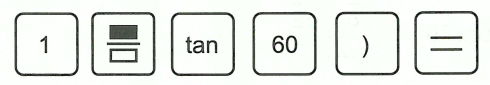 1 tan 60 ) =